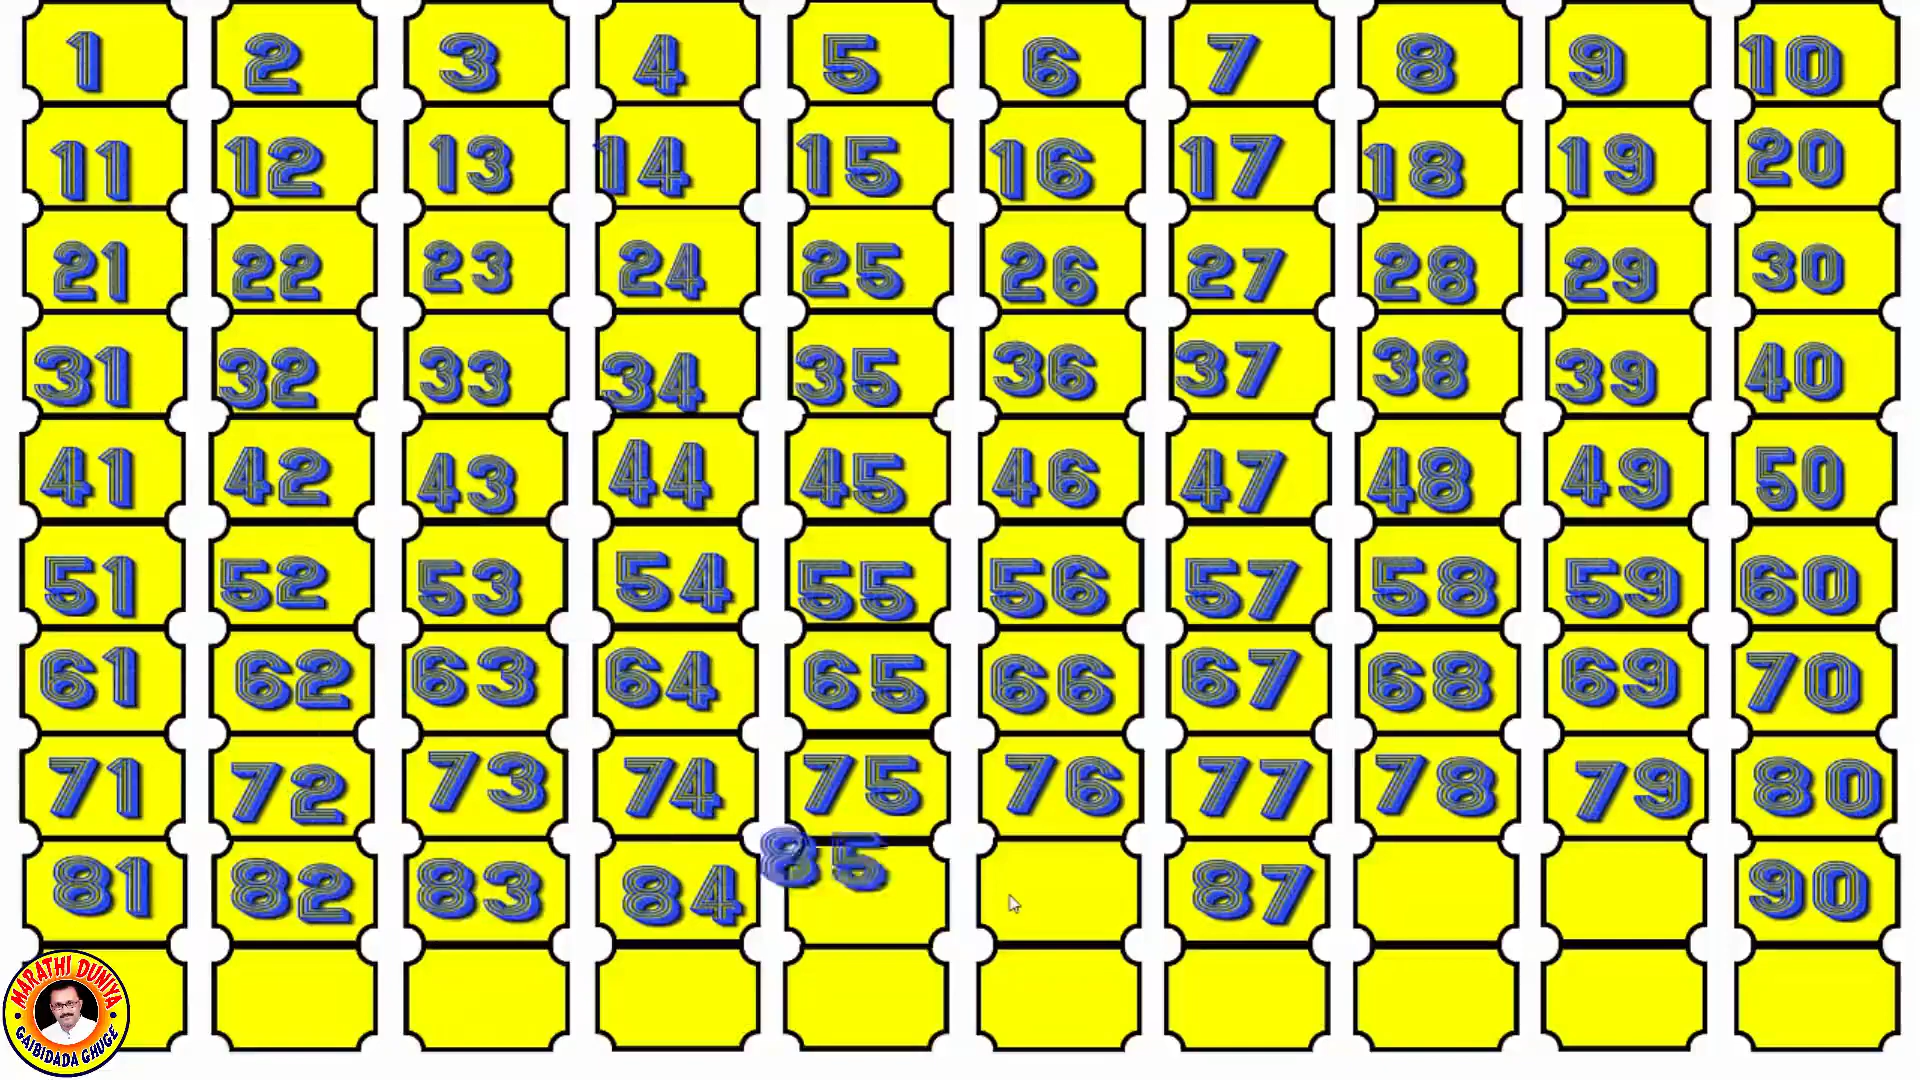 1 2 3 4 5 6 7 8 9 10
11 12 13 14 15 16 17 18 19 20
21 22 23 24 25 26 27 28 29 30
31 32 33 34 35 36 37 38 39 40
41 42 43 44 45 46 47 48 49 50
51 52 53 54 55 56 57 58 59 60
61 62 63 64 65 66 67 68 69 70
71 72 73 74 75 76 77 78 79 80
81 82 83 84 85 87 90
MARATHI DUNIYA
GAIBIDADA GHUGE